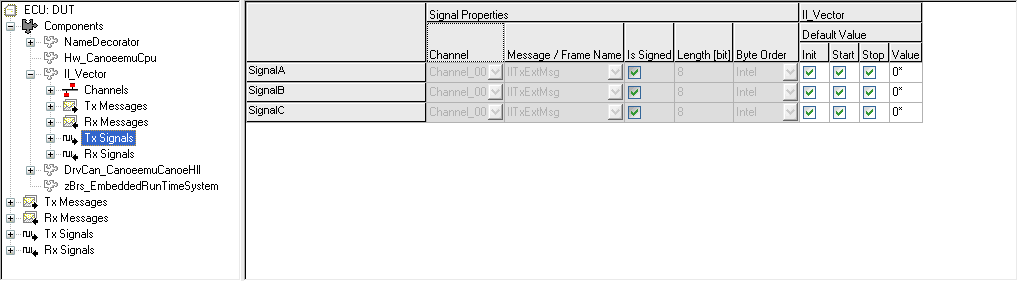 ECU: DUT
Components
NameDecorator
Hw_CanoeemuCpu
Il_Vector
Channels
Tx Messages
Rx Messages
Tx Signals
Rx Signals
DrvCan_CanoeemuCanoeHll
zBrs_EmbeddedRunTimeSystem
Tx Messages
Rx Messages
Tx Signals
Rx Signals
Signal Properties Il_Vector
Default Value
Channel Message / Frame Name Is Signed Length [bit] Byte Order Init Start Stop Value
SignalA Channel_00 IlTxExtMsg 8 Intel 0*
SignalB Channel_00 IlTxExtMsg 8 Intel 0*
SignalC Channel_00 IlTxExtMsg 8 Intel 0*